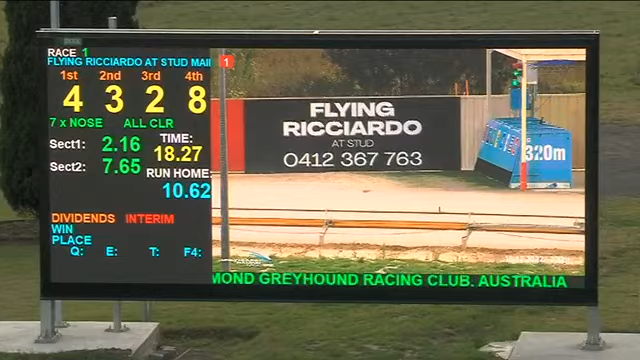 RACE 1
FLYING RICCIARDO AT STUD MAI
1st 2nd 3rd 4th
4 3 2 8
7 x NOSE ALL CLR
Sect1: 2.16 TIME:
18.27
Sect2: 7.65 RUN HOME
10.62
DIVIDENDS INTERIM
WIN
PLACE
Q: E: T: F4:
1
FLYING
RICCIARDO
AT STUD
0412 367 763
320m
MOND GREYHOUND RACING CLUB. AUSTRALIA